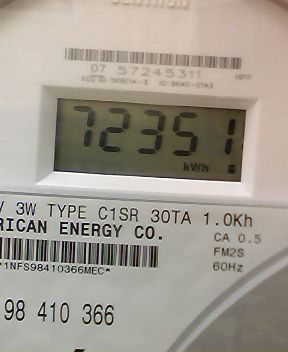 07 57245311
72351
kWh
V 3W TYPE C1SR 30TA 1.0Kh
RICAN ENERGY CO.
CA 0.5
FM2S
60Hz
*1NFS98410366MEC*
98 410 366